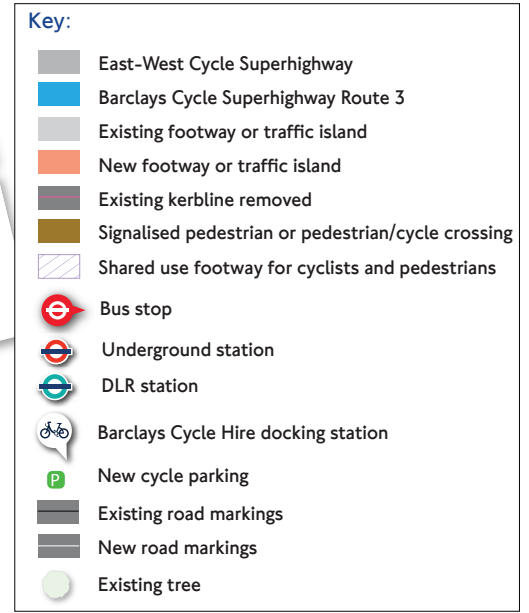 Key:
East-West Cycle Superhighway
Barclays Cycle Superhighway Route 3
Existing footway or traffic island
New footway or traffic island
Existing kerbline removed
Signalised pedestrian or pedestrian/cycle crossing
Shared use footway for cyclists and pedestrians
Bus stop
Underground station
DLR station
Barclays Cycle Hire docking station
P New cycle parking
Existing road markings
New road markings
Existing tree